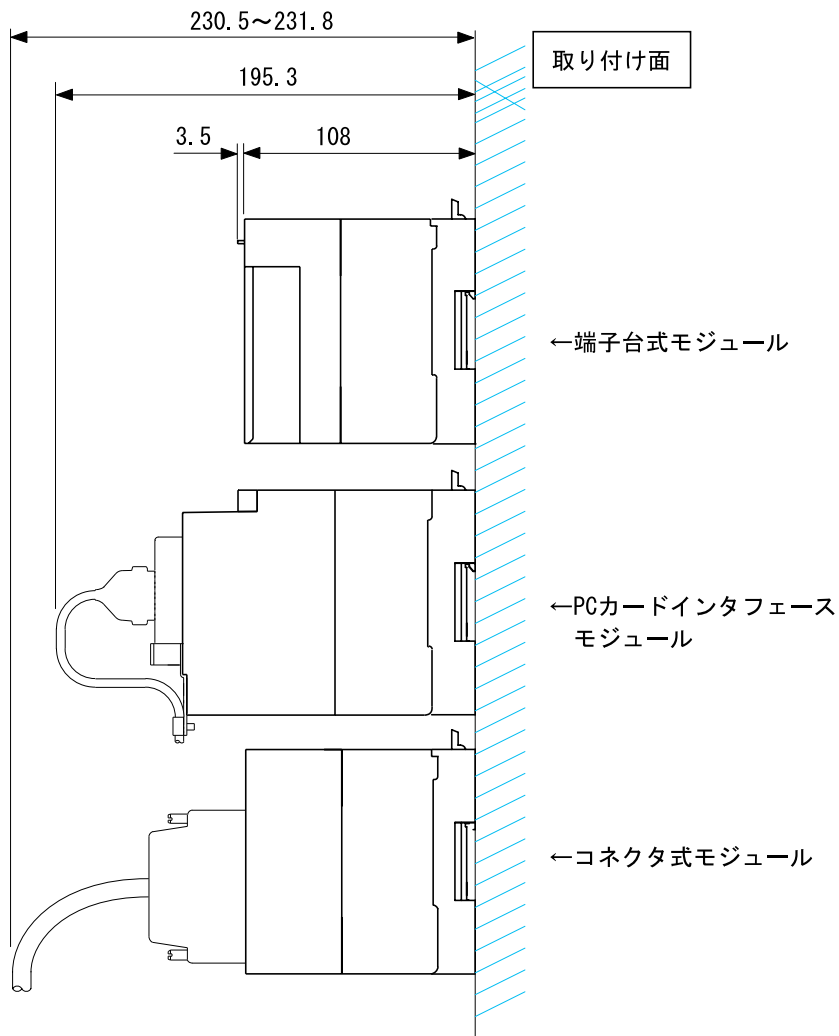 230.5～231.8
取り付け面
195.3
3.5
108
←端子台式モジュール
←PCカードインタフェース
モジュール
←コネクタ式モジュール